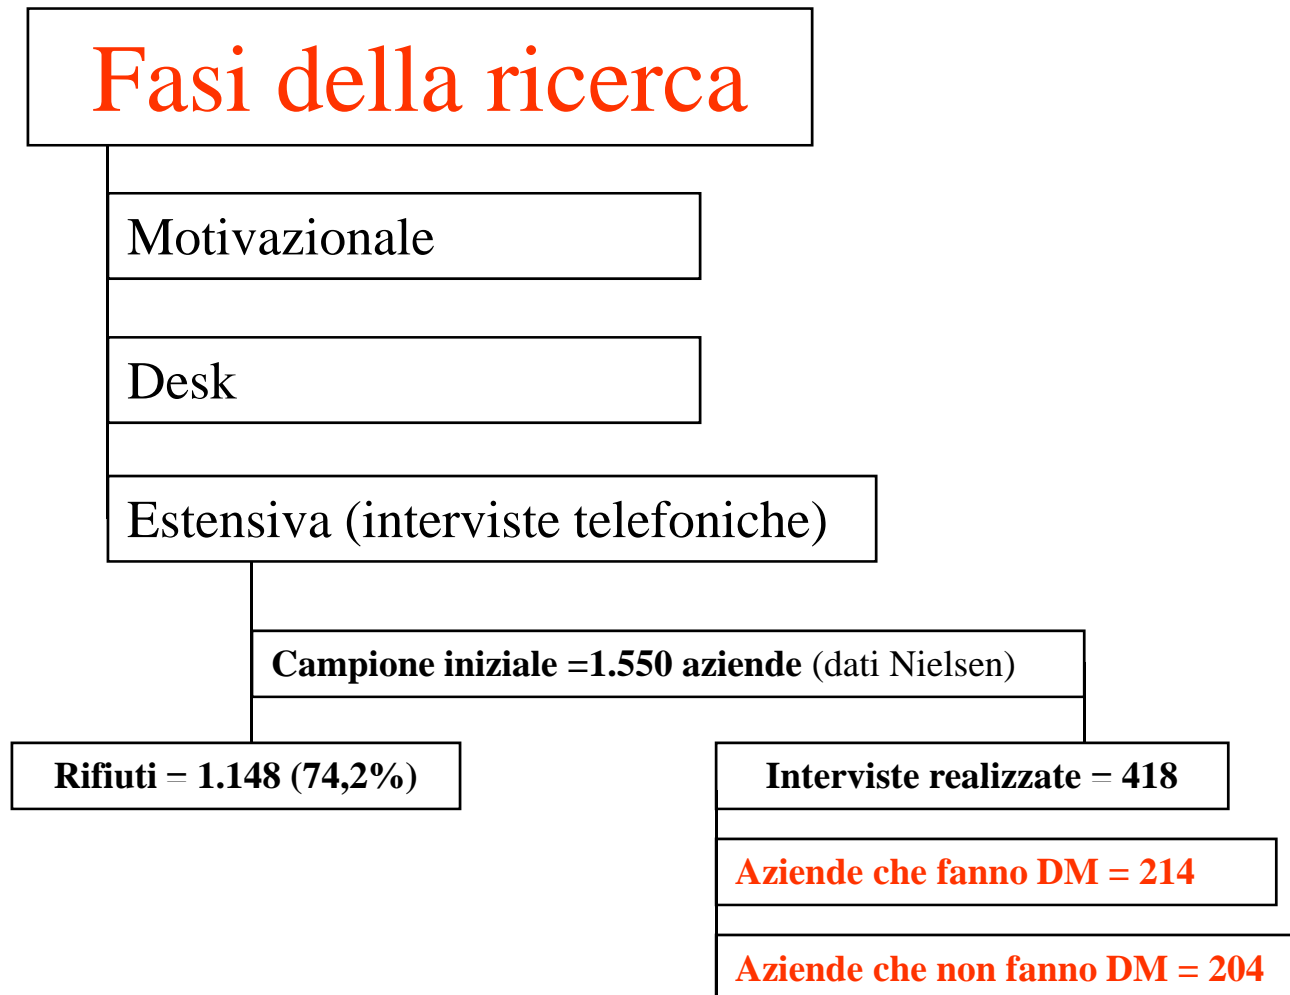 Fasi della ricerca
Motivazionale
Desk
Estensiva (interviste telefoniche)
Campione iniziale =1.550 aziende (dati Nielsen)
Rifiuti = 1.148 (74,2%)
Interviste realizzate = 418
Aziende che fanno DM = 214
Aziende che non fanno DM = 204